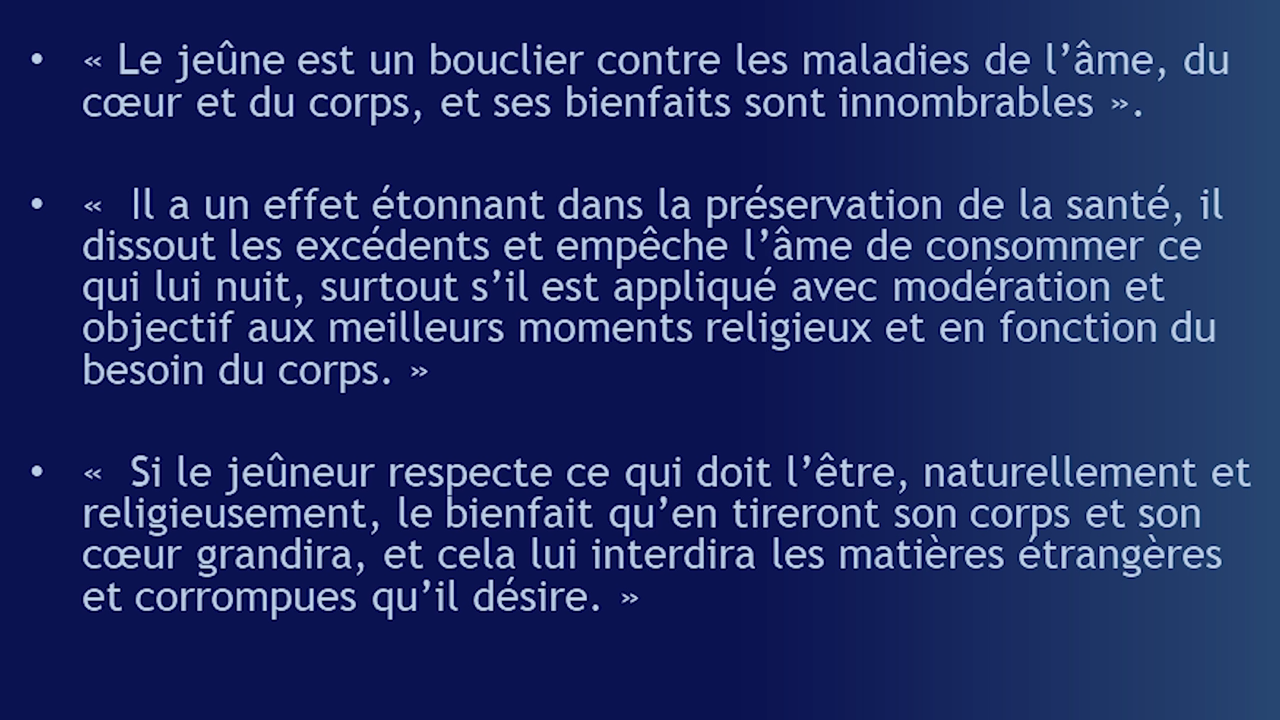 • « Le jeûne est un bouclier contre les maladies de l’âme, du
cœur et du corps, et ses bienfaits sont innombrables ».
• «  Il a un effet étonnant dans la préservation de la santé, il
dissout les excédents et empêche l’âme de consommer ce
qui lui nuit, surtout s’il est appliqué avec modération et
objectif aux meilleurs moments religieux et en fonction du
besoin du corps. »
• «  Si le jeûneur respecte ce qui doit l’être, naturellement et
religieusement, le bienfait qu’en tireront son corps et son
cœur grandira, et cela lui interdira les matières étrangères
et corrompues qu’il désire. »